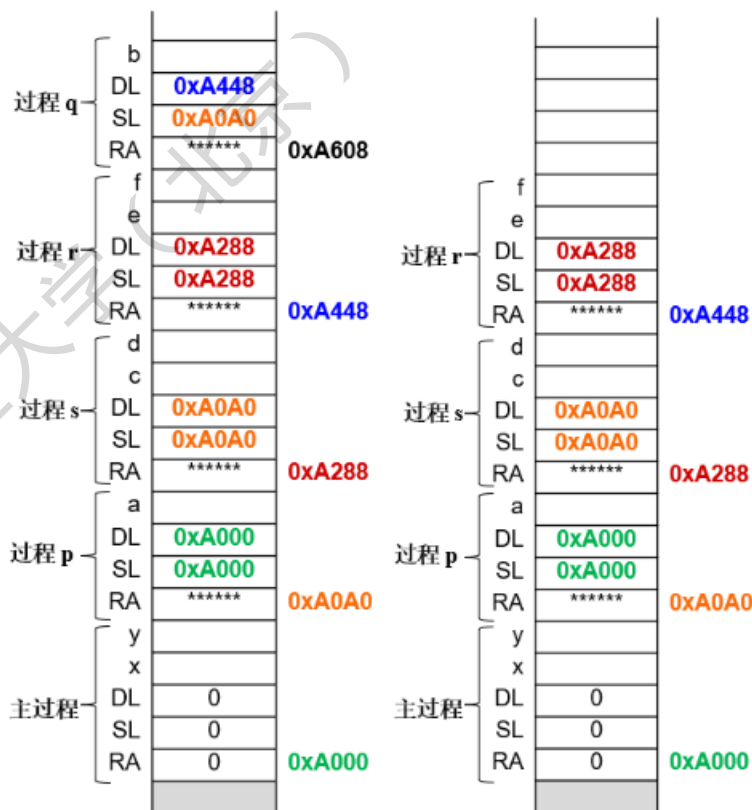 b
DL 0xA448
过程 q
SL 0xA0A0
RA ****** 0xA608
f
e
过程 r
DL 0xA288
SL 0xA288
RA ****** 0xA448
d
c
过程 s
DL 0xA0A0
SL 0xA0A0
RA ****** 0xA288
a
DL 0xA000
过程 p
SL 0xA000
RA ****** 0xA0A0
y
x
主过程
DL 0
SL 0
RA 0 0xA000
f
e
过程 r
DL 0xA288
SL 0xA288
RA ****** 0xA448
d
c
过程 s
DL 0xA0A0
SL 0xA0A0
RA ****** 0xA288
a
DL 0xA000
过程 p
SL 0xA000
RA ****** 0xA0A0
y
x
主过程
DL 0
SL 0
RA 0 0xA000
大学（北京）